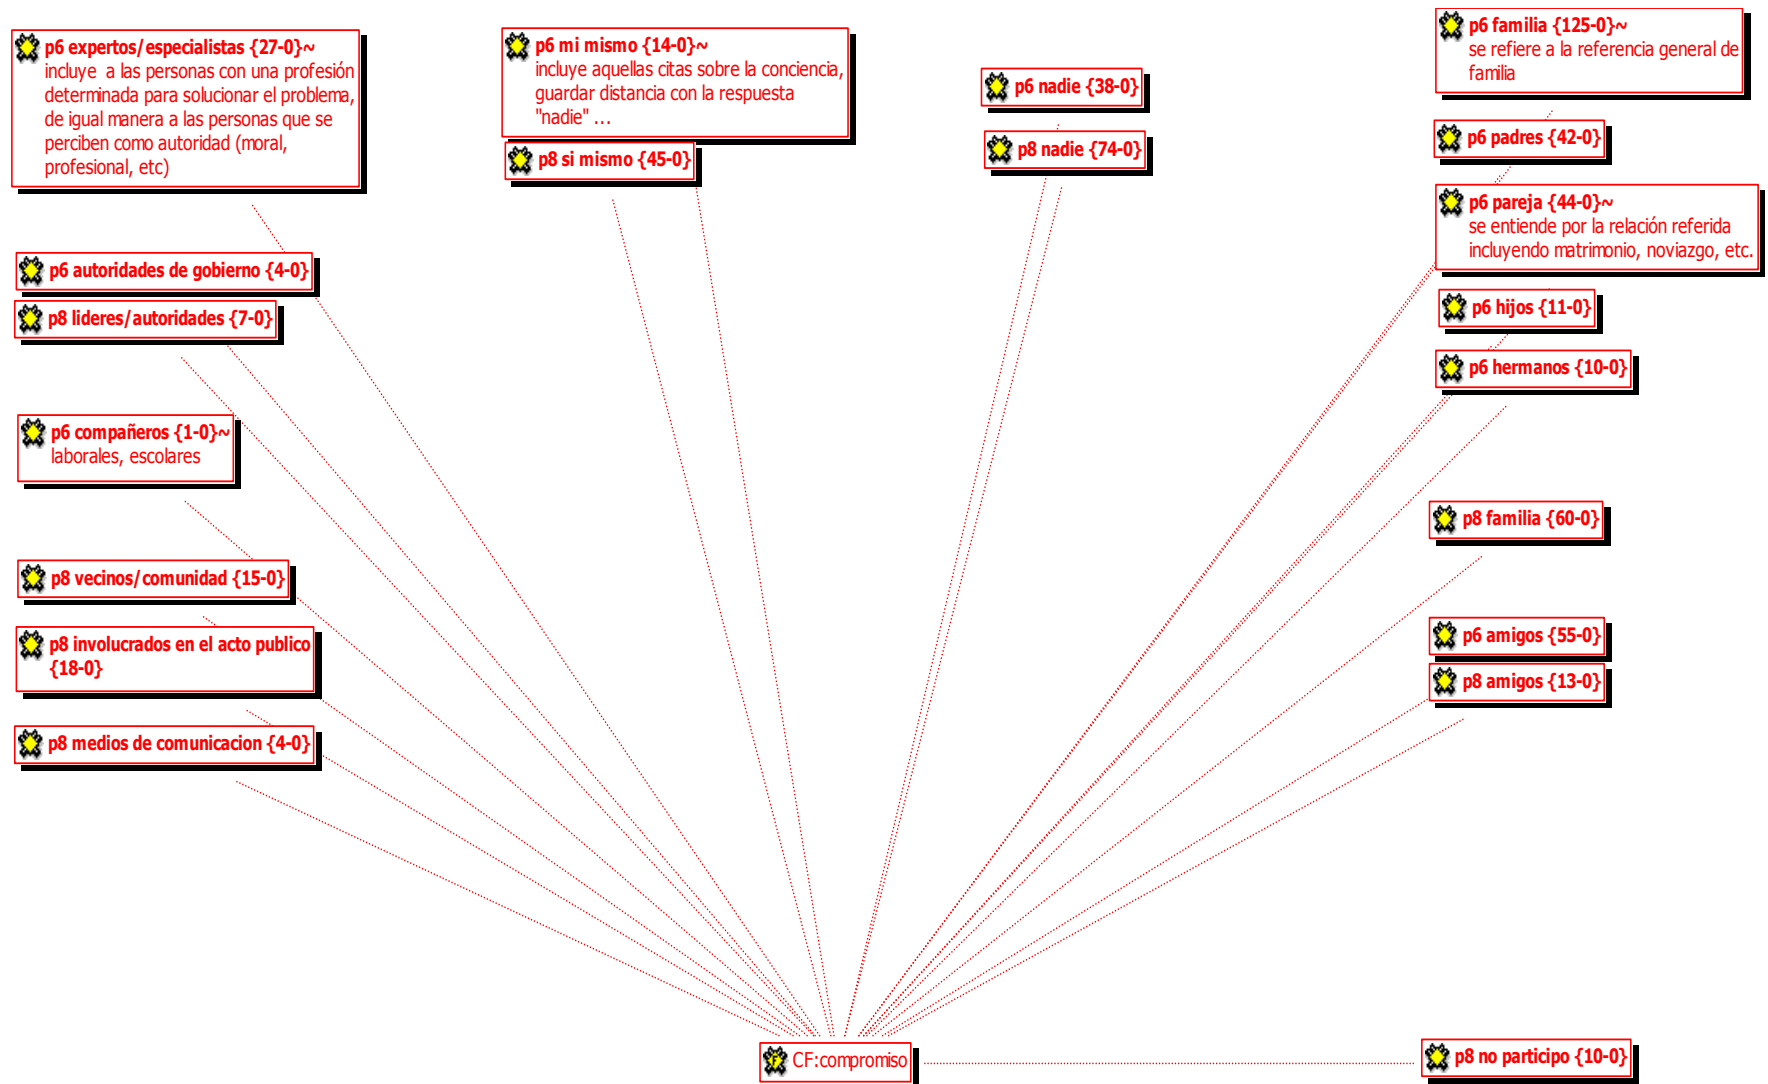 p6 expertos/especialistas {27-0}~
incluye a las personas con una profesión
determinada para solucionar el problema,
de igual manera a las personas que se
perciben como autoridad (moral,
profesional, etc)
p6 autoridades de gobierno {4-0}
p8 lideres/autoridades {7-0}
p6 compañeros {1-0}~
laborales, escolares
p8 vecinos/comunidad {15-0}
p8 involucrados en el acto publico
{18-0}
p8 medios de comunicacion {4-0}
p6 mi mismo {14-0}~
incluye aquellas citas sobre la conciencia,
guardar distancia con la respuesta
"nadie" ...
p8 si mismo {45-0}
p6 nadie {38-0}
p8 nadie {74-0}
p6 familia {125-0}~
se refiere a la referencia general de
familia
p6 padres {42-0}
p6 pareja {44-0}~
se entiende por la relación referida
incluyendo matrimonio, noviazgo, etc.
p6 hijos {11-0}
p6 hermanos {10-0}
p8 familia {60-0}
p6 amigos {55-0}
p8 amigos {13-0}
CF:compromiso
p8 no participo {10-0}